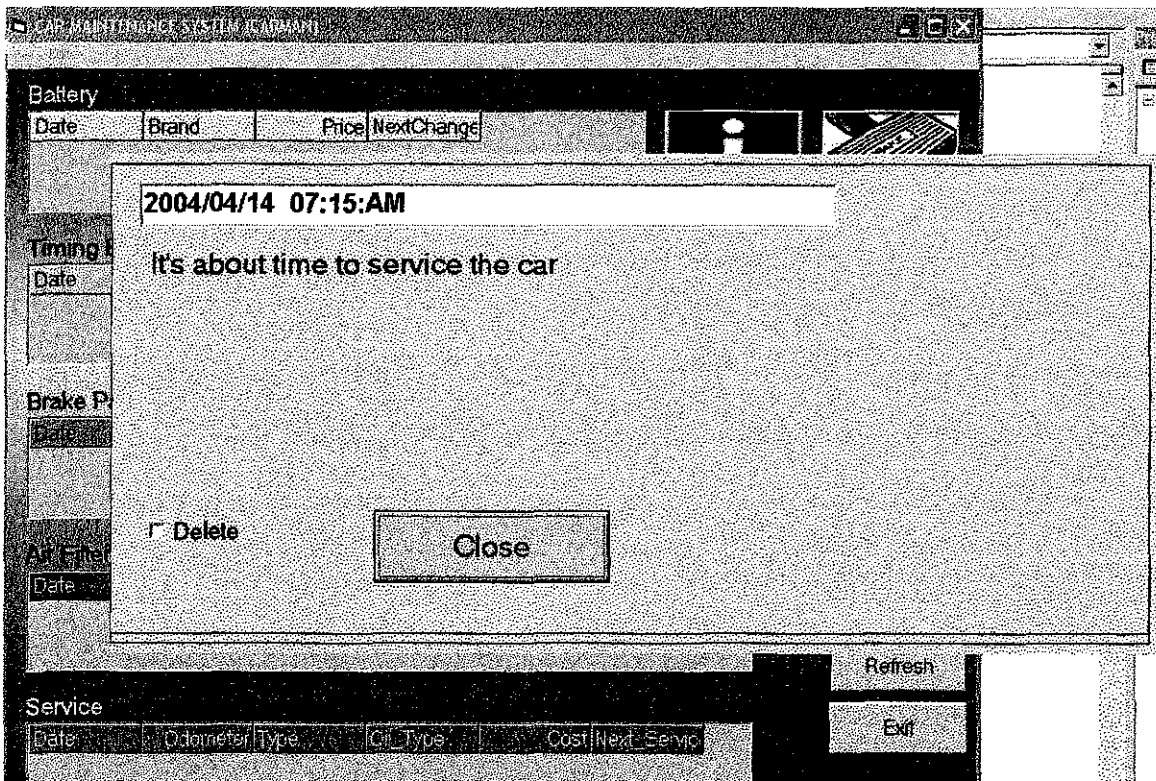 CAR MAINTENANCE SYSTEM (CARMAN)
Battery
Date Brand Price NextChange
2004/04/14 07:15:AM
It's about time to service the car
Timing
Date
Brake P
Date
Delete
Close
Air Filter
Date
Refresh
Service
Exit
Date Odometer Type Oil_Type Cost Next_Servic